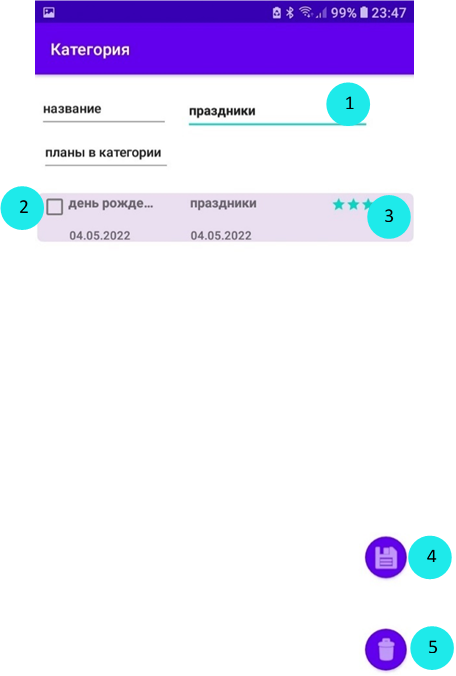 99% 23:47
Категория
название
праздники
1
планы в категории
2
день рожде...
праздники
3
04.05.2022
04.05.2022
4
5